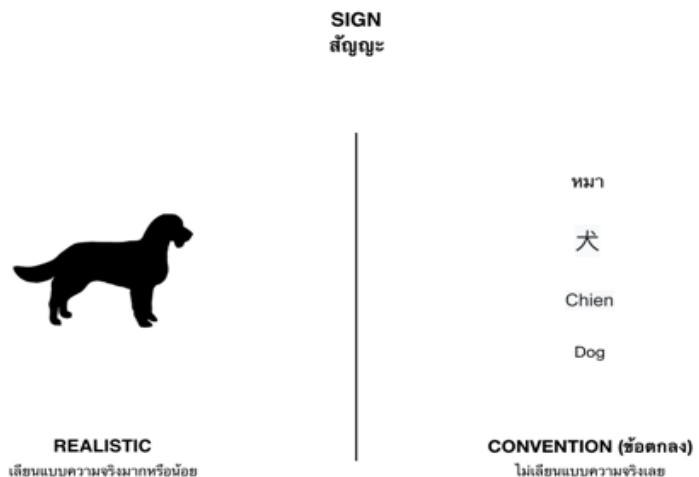 SIGN
สัญญะ
หมา
犬
Chien
Dog
REALISTIC
เลียนแบบความจริงมากหรือน้อย
CONVENTION (ข้อตกลง)
ไม่เลียนแบบความจริงเลย